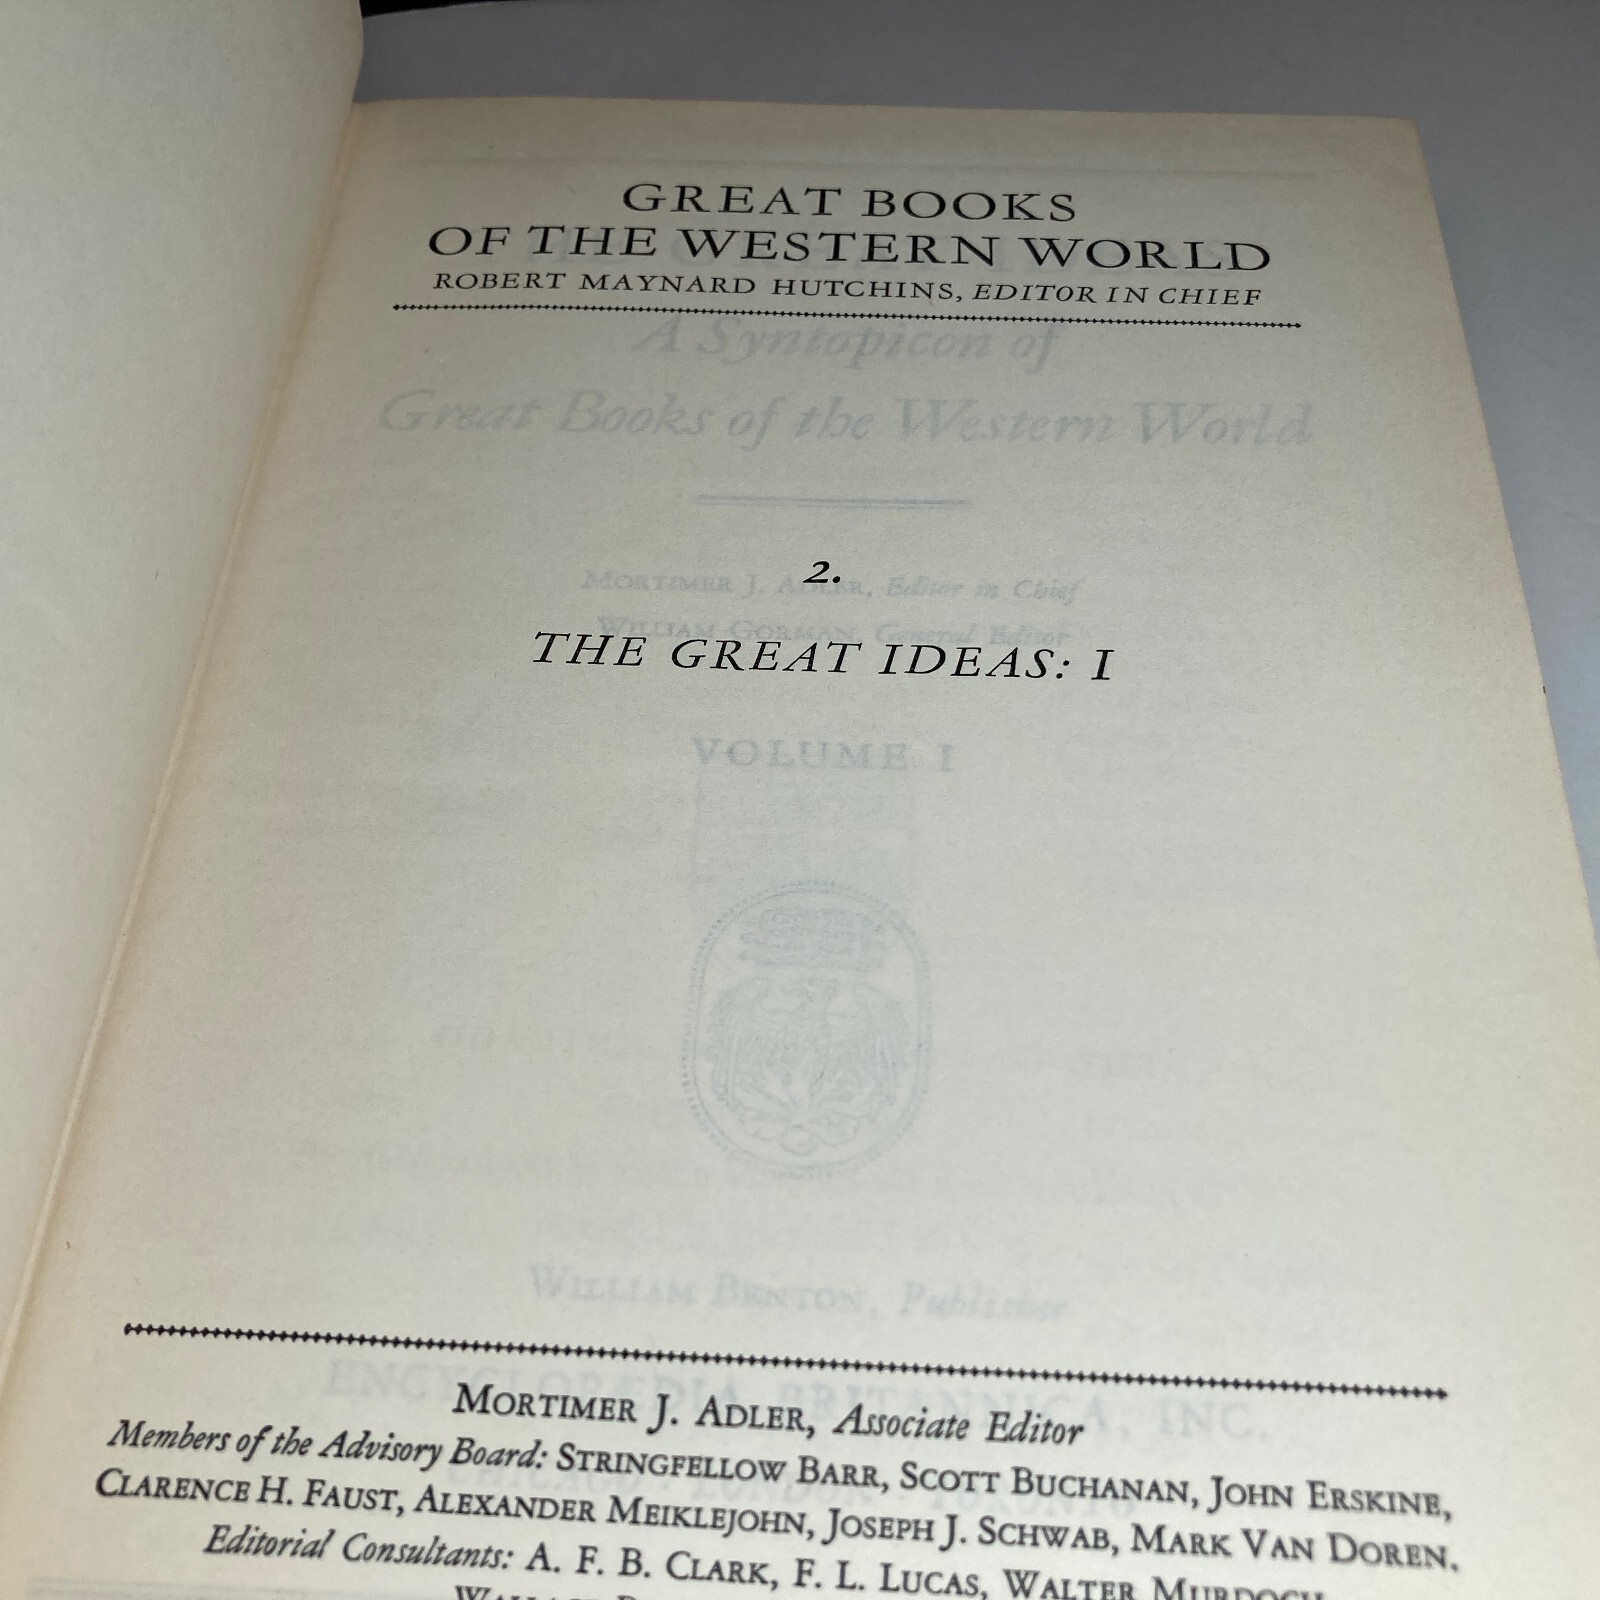 GREAT BOOKS
OF THE WESTERN WORLD
ROBERT MAYNARD HUTCHINS, EDITOR IN CHIEF
A Syntopicon of
Great Books of the Western World
2.
MORTIMER J. ADLER, Editor in Chief
WILLIAM GORMAN, General Editor
THE GREAT IDEAS: I
VOLUME I
WILLIAM BENTON, Publisher
ENCYCLOPÆDIA BRITANNICA, INC.
MORTIMER J. ADLER, Associate Editor
Members of the Advisory Board: STRINGFELLOW BARR, SCOTT BUCHANAN, JOHN ERSKINE,
CLARENCE H. FAUST, ALEXANDER MEIKLEJOHN, JOSEPH J. SCHWAB, MARK VAN DOREN.
Editorial Consultants: A. F. B. CLARK, F. L. LUCAS, WALTER MURDOCH.